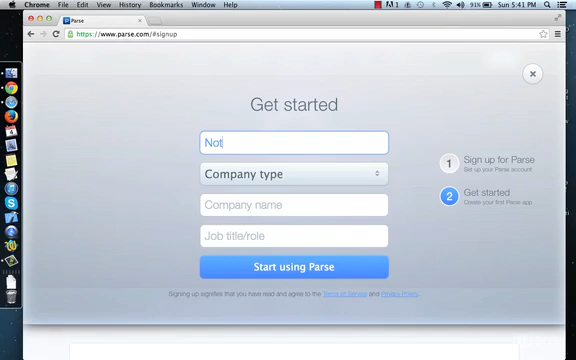 Chrome File Edit View History Bookmarks Window Help 1 91% Sun 5:41 PM
Parse
https://www.parse.com/#signup
Get started
Not
Company type
Company name
Job title/role
Start using Parse
Signing up signifies that you have read and agree to the Terms of Service and Privacy Policy.
1 Sign up for Parse
Set up your Parse account
2 Get started
Create your first Parse app